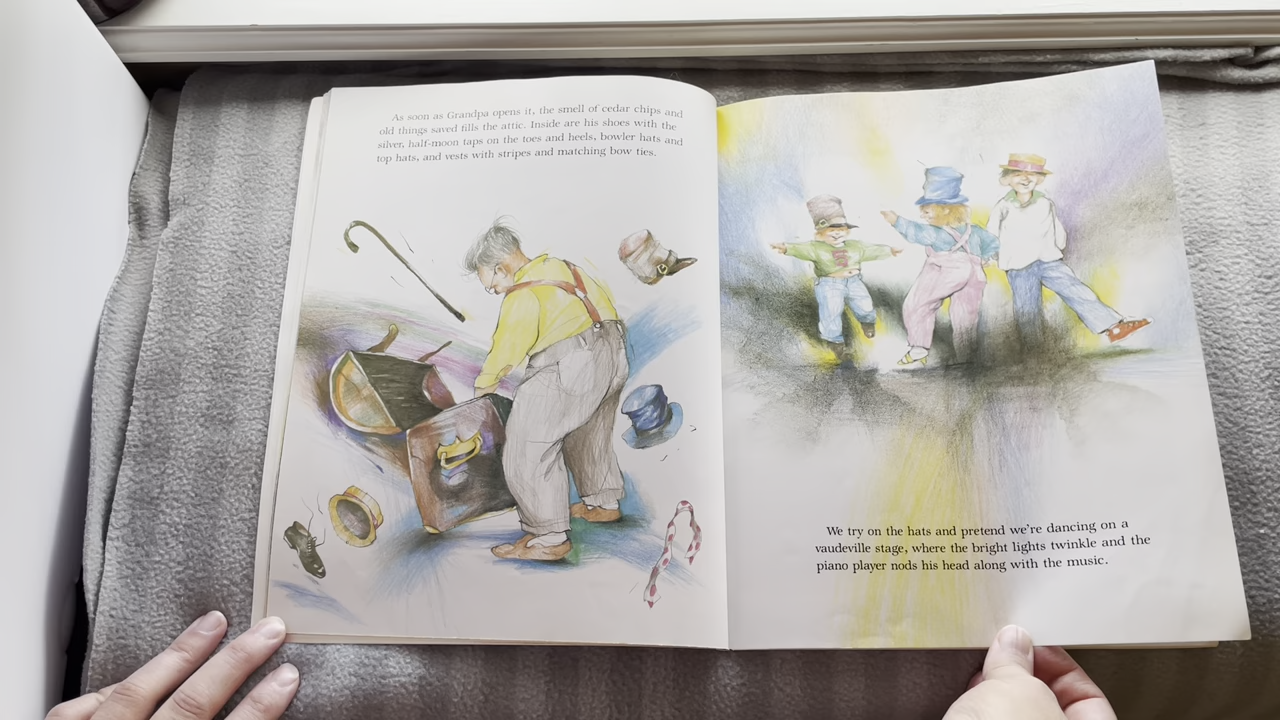 As soon as Grandpa opens it, the smell of cedar chips and
old things saved fills the attic. Inside are his shoes with the
silver, half-moon taps on the toes and heels, bowler hats and
top hats, and vests with stripes and matching bow ties.
We try on the hats and pretend we're dancing on a
vaudeville stage, where the bright lights twinkle and the
piano player nods his head along with the music.